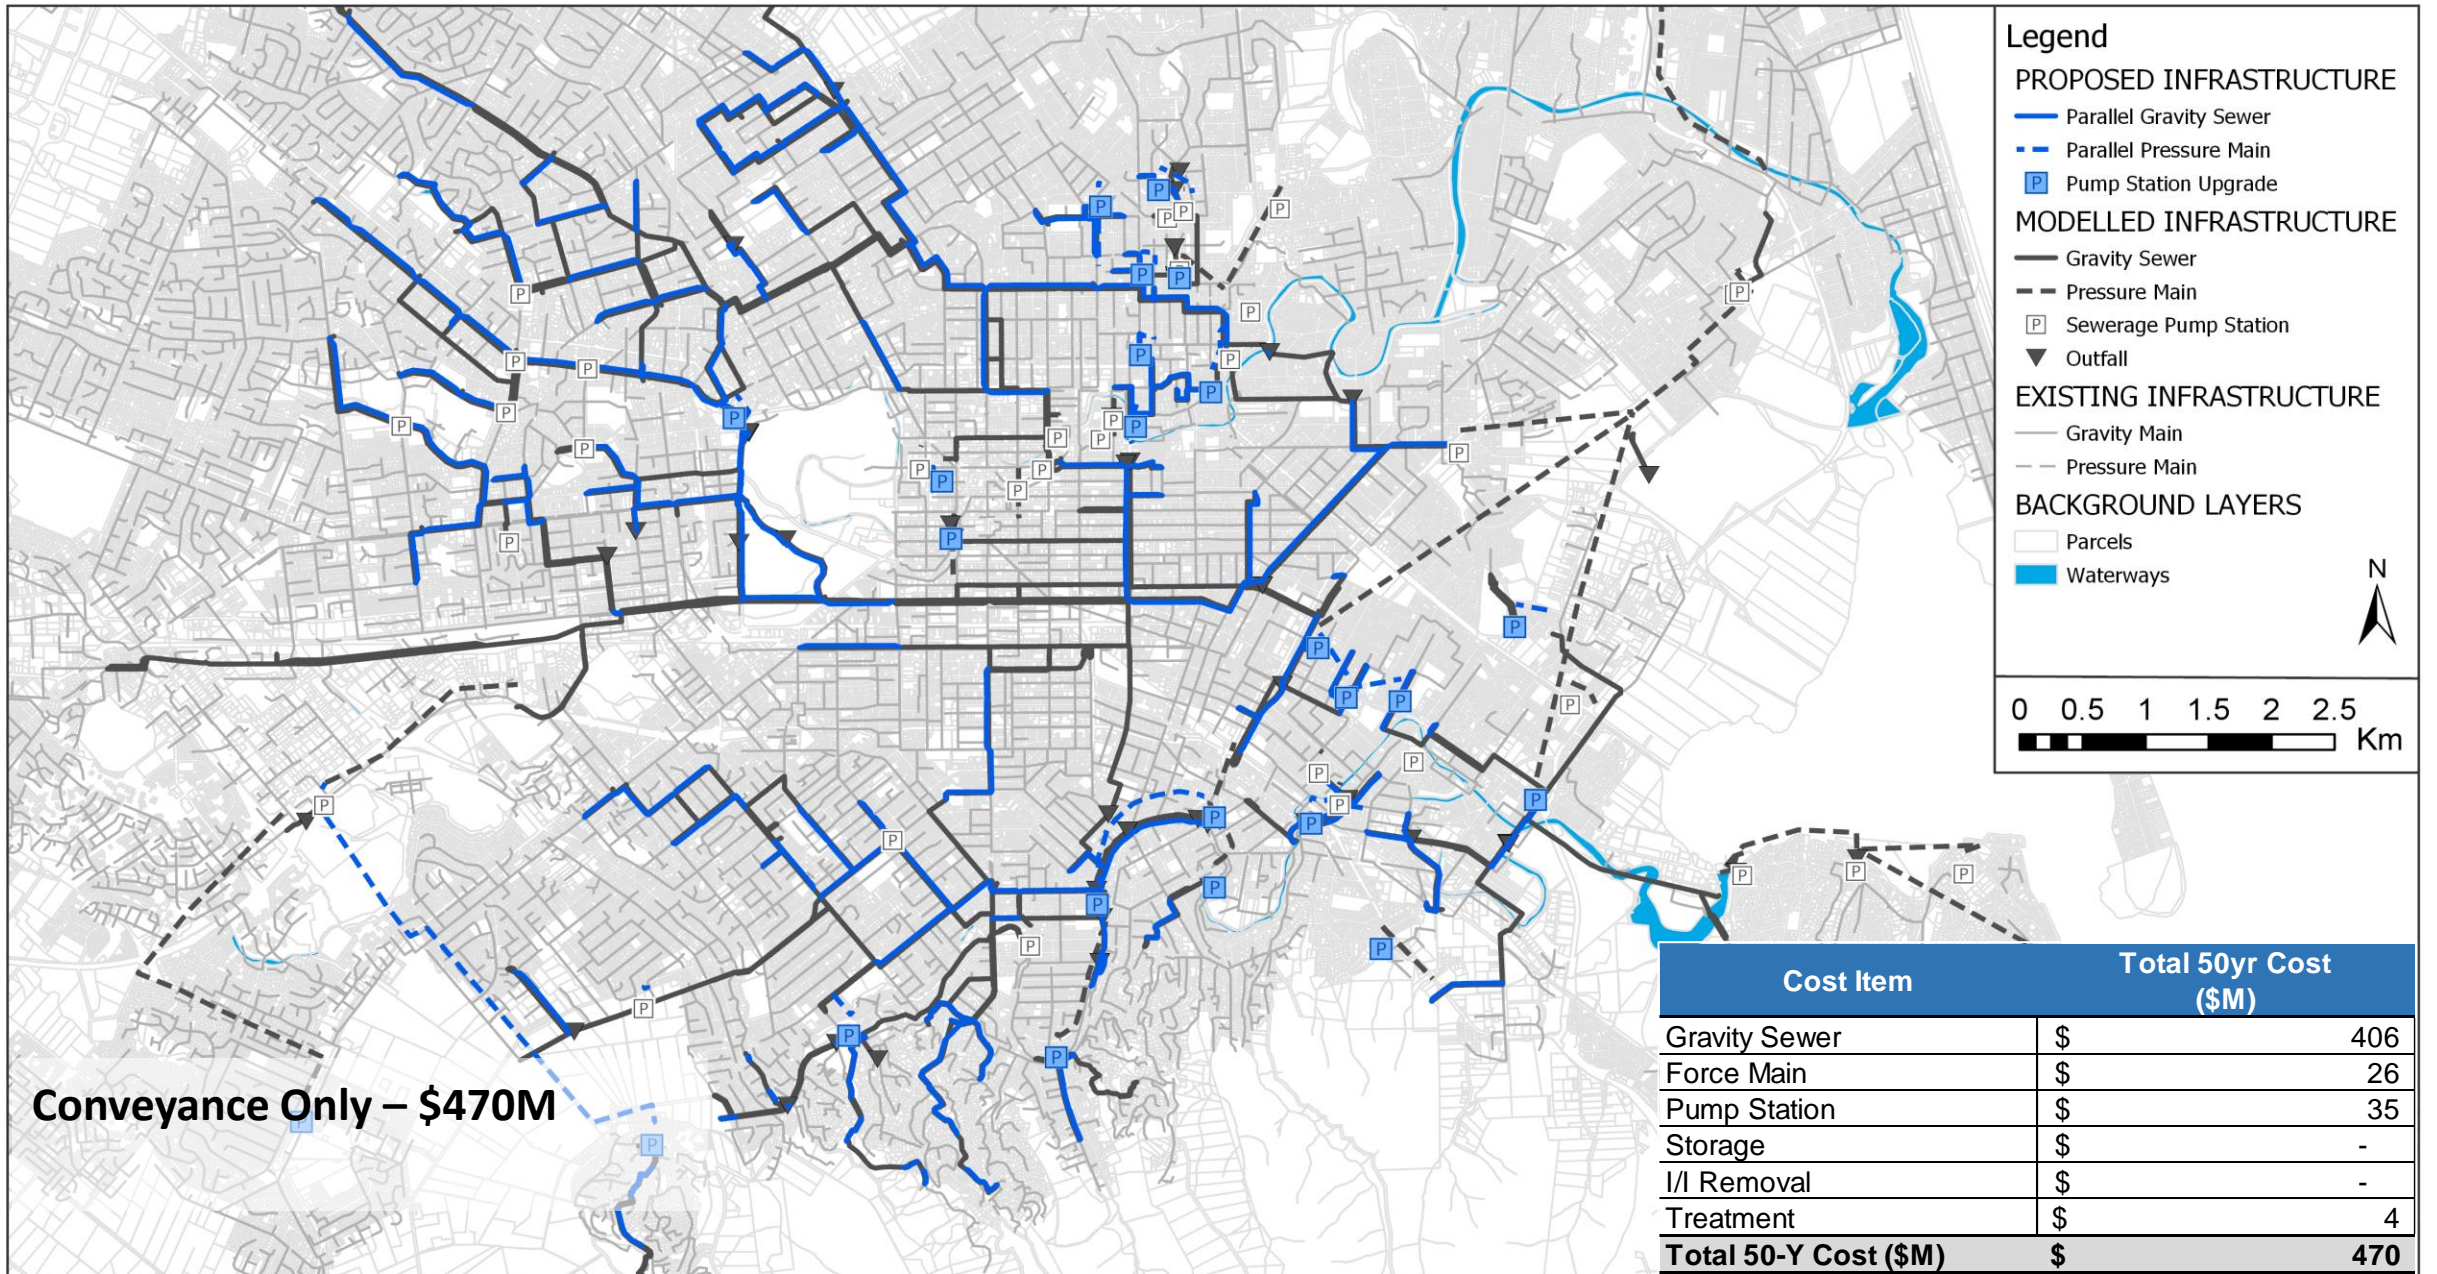 Legend
PROPOSED INFRASTRUCTURE
Parallel Gravity Sewer
Parallel Pressure Main
P Pump Station Upgrade
MODELLED INFRASTRUCTURE
Gravity Sewer
Pressure Main
P Sewerage Pump Station
Outfall
EXISTING INFRASTRUCTURE
Gravity Main
Pressure Main
BACKGROUND LAYERS
Parcels
Waterways
N
0 0.5 1 1.5 2 2.5
Km
Conveyance Only – $470M
Cost Item Total 50yr Cost
($M)
Gravity Sewer $ 406
Force Main $ 26
Pump Station $ 35
Storage $ -
I/I Removal $ -
Treatment $ 4
Total 50-Y Cost ($M) $ 470